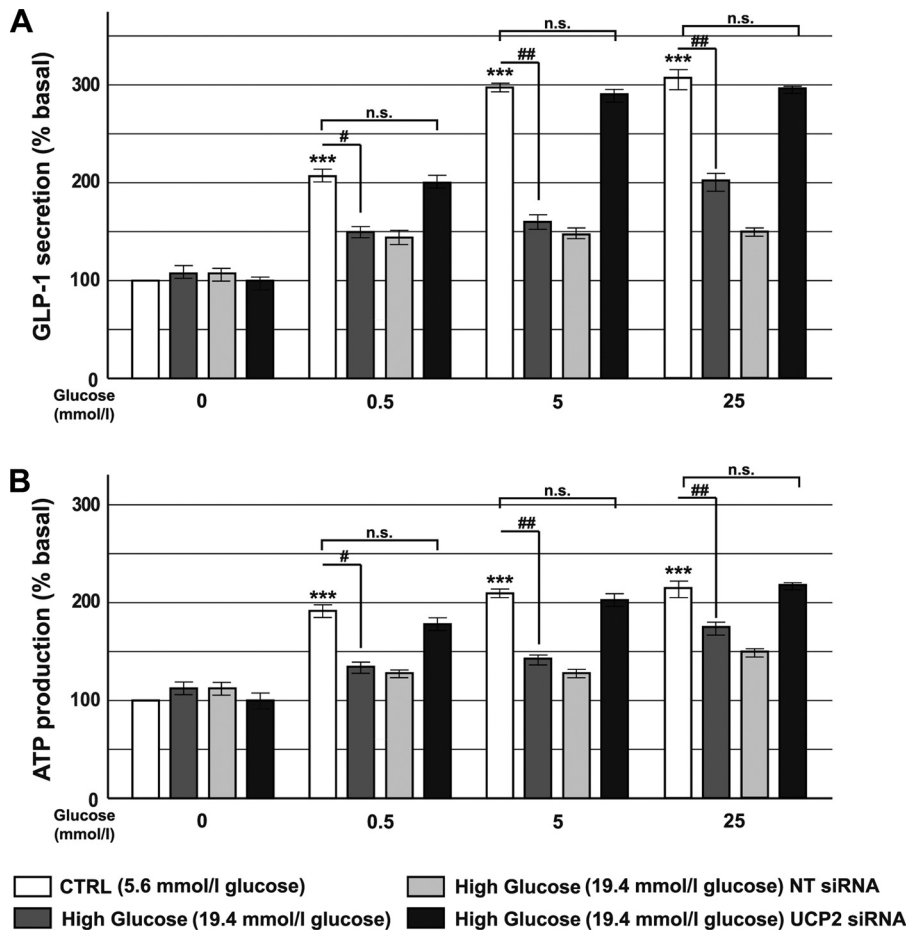 A
n.s.
n.s.
##
##
***
***
300
n.s.
#
***
200
100
0
GLP-1 secretion (% basal)
Glucose
(mmol/l)
0 0.5 5 25
B
n.s.
n.s.
##
##
300
n.s.
#
***
***
***
200
100
0
ATP production (% basal)
Glucose
(mmol/l)
0 0.5 5 25
CTRL (5.6 mmol/l glucose)
High Glucose (19.4 mmol/l glucose) NT siRNA
High Glucose (19.4 mmol/l glucose)
High Glucose (19.4 mmol/l glucose) UCP2 siRNA